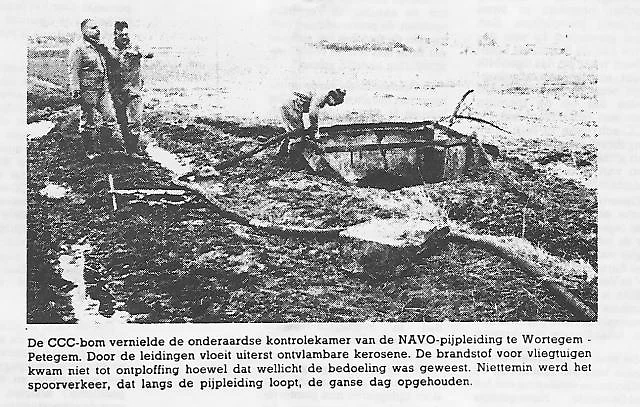 De CCC-bom vernielde de onderaardse kontrolekamer van de NAVO-pijpleiding te Wortegem -
Petegem. Door de leidingen vloeit uiterst ontvlambare kerosene. De brandstof voor vliegtuigen
kwam niet tot ontploffing hoewel dat wellicht de bedoeling was geweest. Niettemin werd het
spoorverkeer, dat langs de pijpleiding loopt, de ganse dag opgehouden.